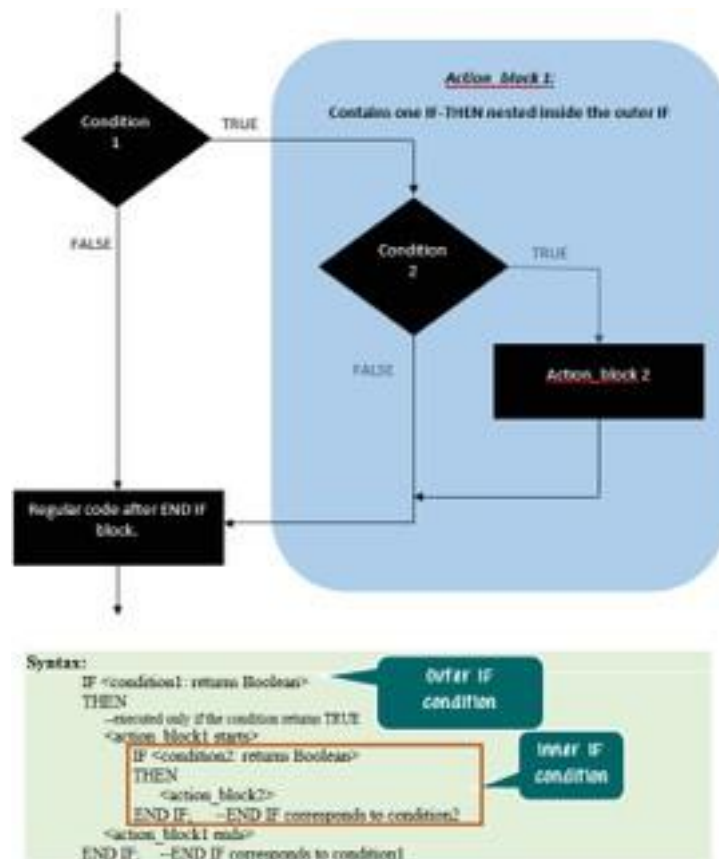 Action_block 1:
Contains one IF-THEN nested inside the outer IF
Condition
1
TRUE
FALSE
Condition
2
TRUE
FALSE
Action_block 2
Regular code after END IF
block.
Syntax:
IF <condition1: returns Boolean>
THEN
--executed only if the condition returns TRUE
<action_block1 starts>
IF <condition2: returns Boolean>
THEN
<action_block2>
END IF; --END IF corresponds to condition2
<action_block1 ends>
END IF; --END IF corresponds to condition1
Outer IF
condition
Inner IF
condition